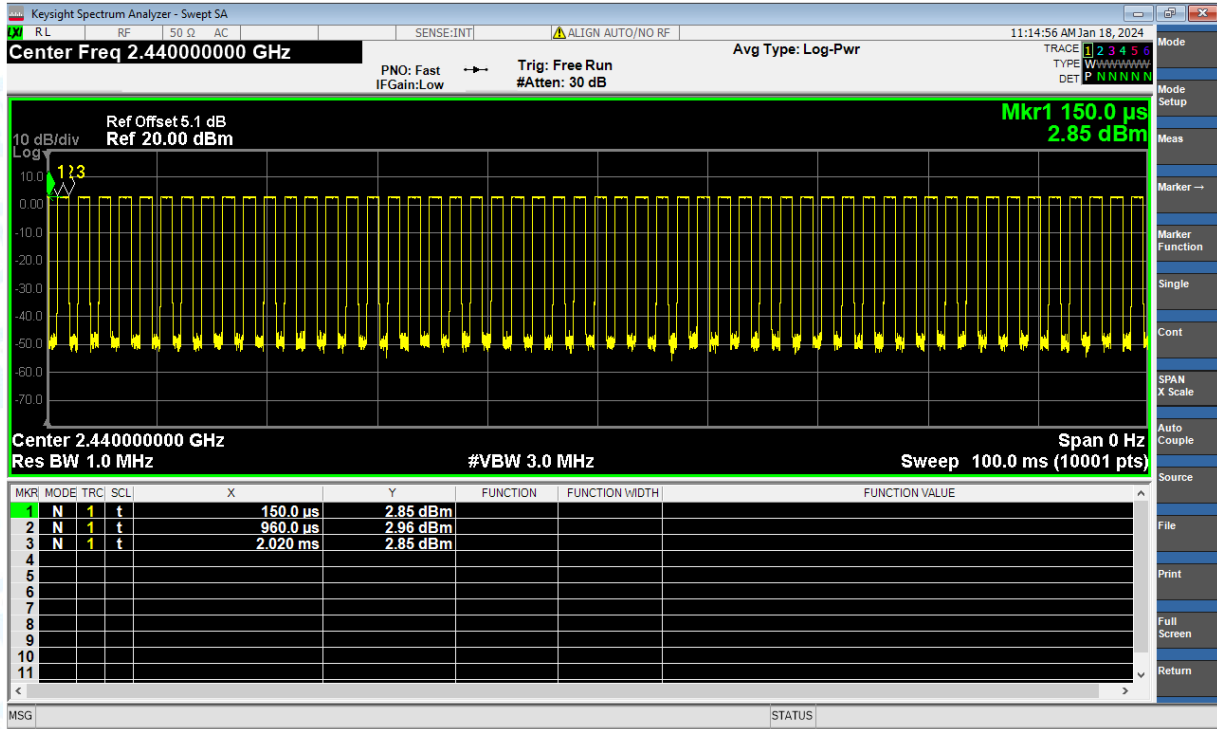 Keysight Spectrum Analyzer - Swept SA
LXI RL RF 50 Ω AC SENSE:INT ALIGN AUTO/NO RF 11:14:56 AM Jan 18, 2024
Center Freq 2.440000000 GHz
Avg Type: Log-Pwr
TRACE 1 2 3 4 5 6
TYPE WWWWWW
DET P N N N N N
PNO: Fast
IFGain:Low
Trig: Free Run
#Atten: 30 dB
Mkr1 150.0 µs
2.85 dBm
Ref Offset 5.1 dB
10 dB/div Ref 20.00 dBm
Log
10.0
0.00
-10.0
-20.0
-30.0
-40.0
-50.0
-60.0
-70.0
1 2 3
Center 2.440000000 GHz Span 0 Hz
Res BW 1.0 MHz #VBW 3.0 MHz Sweep 100.0 ms (10001 pts)
MKR MODE TRC SCL X Y FUNCTION FUNCTION WIDTH FUNCTION VALUE
1 N 1 t 150.0 µs 2.85 dBm
2 N 1 t 960.0 µs 2.96 dBm
3 N 1 t 2.020 ms 2.85 dBm
4
5
6
7
8
9
10
11
MSG STATUS
Mode
Mode
Setup
Meas
Marker →
Marker
Function
Single
Cont
SPAN
X Scale
Auto
Couple
Source
File
Print
Full
Screen
Return